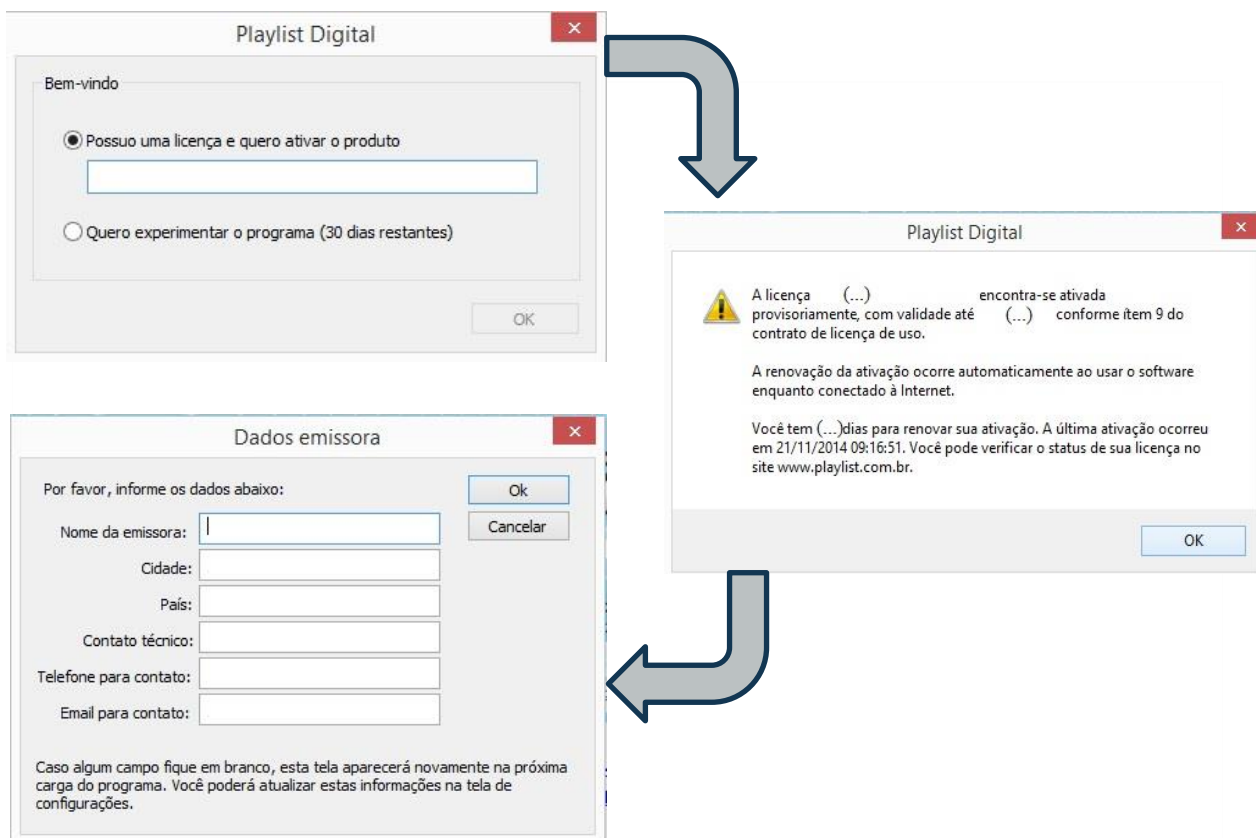 Playlist Digital
Bem-vindo
Possuo uma licença e quero ativar o produto
Quero experimentar o programa (30 dias restantes)
OK
Playlist Digital
A licença (...) encontra-se ativada
provisoriamente, com validade até (...) conforme ítem 9 do
contrato de licença de uso.
A renovação da ativação ocorre automaticamente ao usar o software
enquanto conectado à Internet.
Você tem (...)dias para renovar sua ativação. A última ativação ocorreu
em 21/11/2014 09:16:51. Você pode verificar o status de sua licença no
site www.playlist.com.br.
OK
Dados emissora
Por favor, informe os dados abaixo:
Ok
Nome da emissora:
Cancelar
Cidade:
País:
Contato técnico:
Telefone para contato:
Email para contato:
Caso algum campo fique em branco, esta tela aparecerá novamente na próxima
carga do programa. Você poderá atualizar estas informações na tela de
configurações.